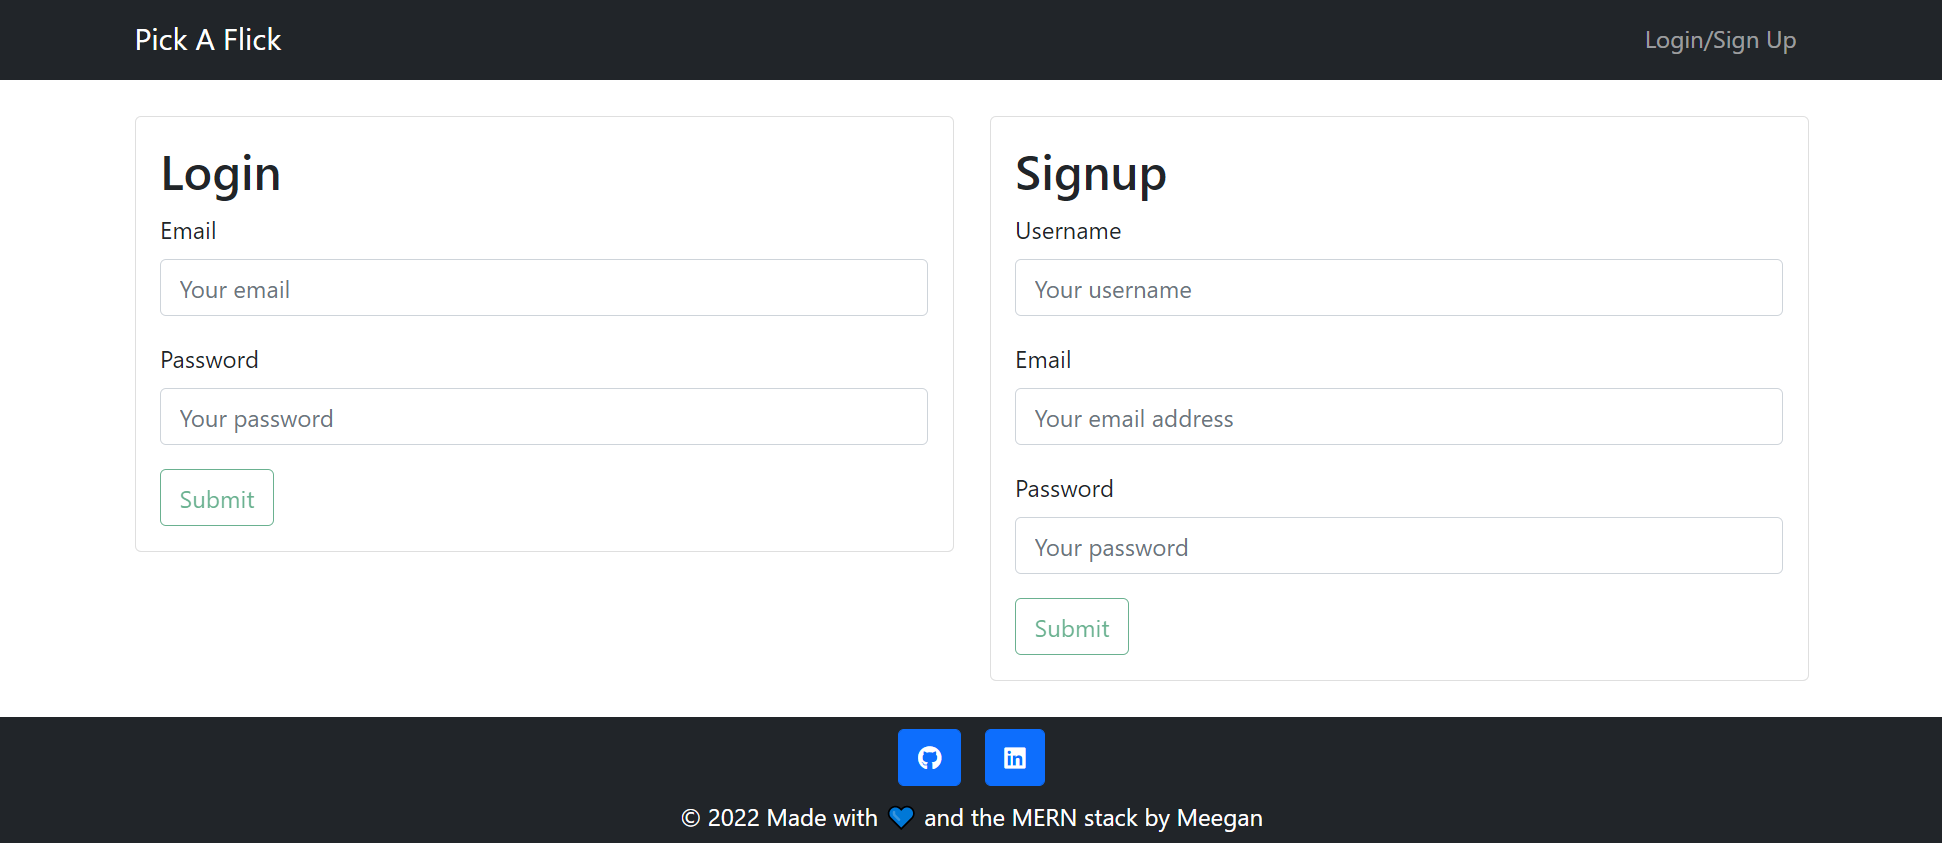 Pick A Flick
Login/Sign Up
Login
Email
Your email
Password
Your password
Submit
Signup
Username
Your username
Email
Your email address
Password
Your password
Submit
© 2022 Made with 💙 and the MERN stack by Meegan